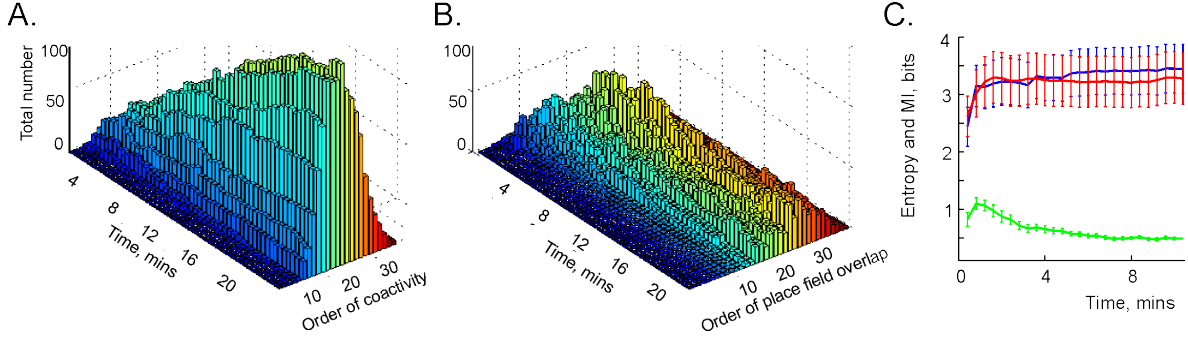 A.
100
50
0
Total number
4
8
12
16
20
Time, mins
10
20
30
Order of coactivity
B.
100
50
0
4
8
12
16
20
Time, mins
10
20
30
Order of place field overlap
C.
4
3
2
1
Entropy and MI, bits
0
4
8
Time, mins